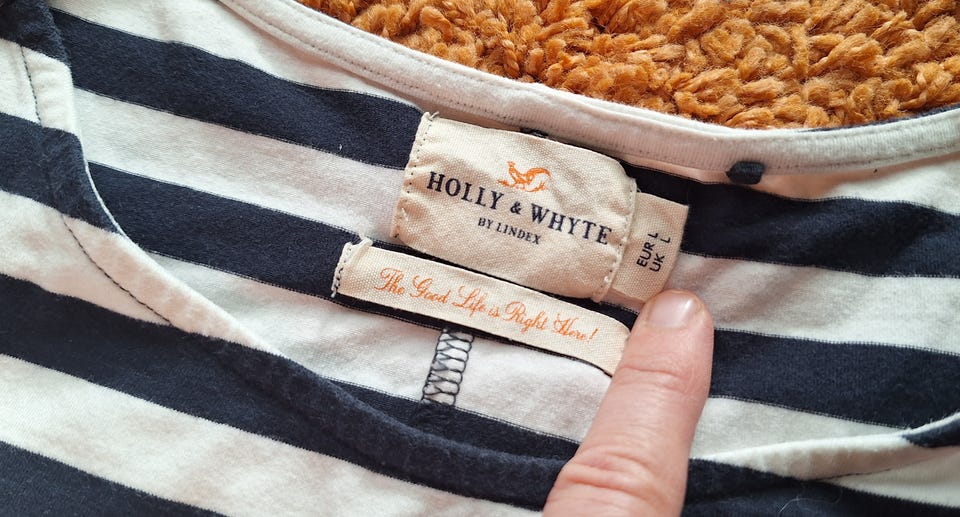 HOLLY & WHYTE
BY LINDEX
EUR L
UK L
The Good Life is Right Here!